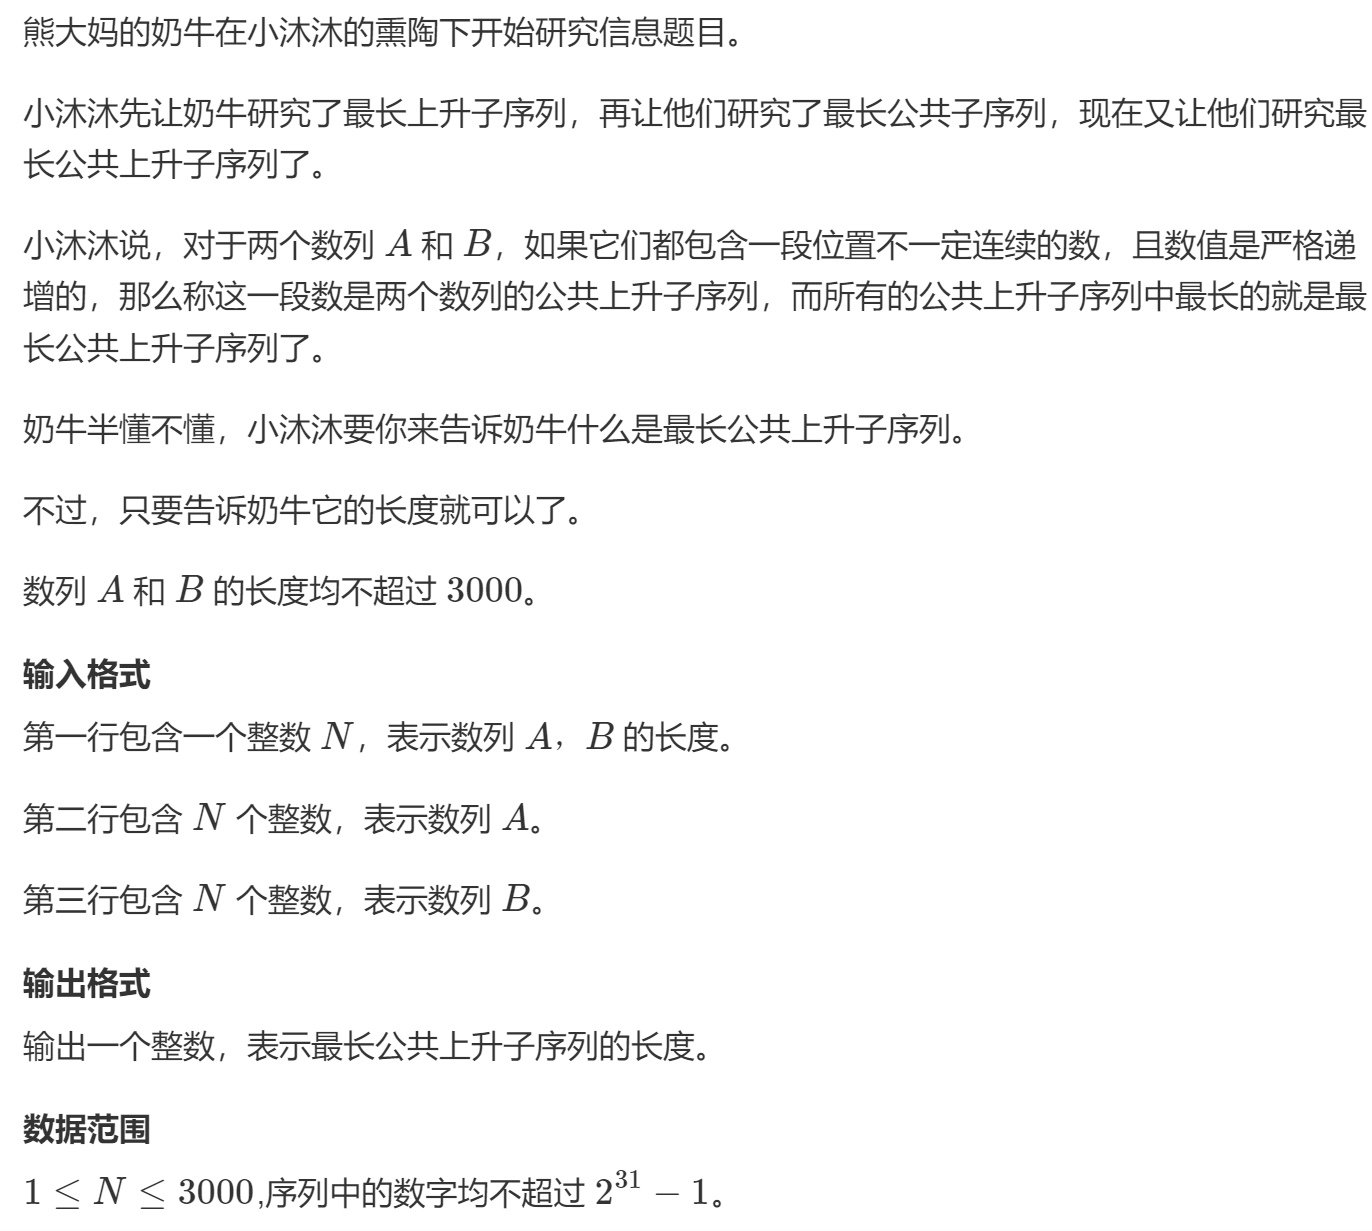 熊大妈的奶牛在小沐沐的熏陶下开始研究信息题目。
小沐沐先让奶牛研究了最长上升子序列，再让他们研究了最长公共子序列，现在又让他们研究最
长公共上升子序列了。
小沐沐说，对于两个数列 A 和 B，如果它们都包含一段位置不一定连续的数，且数值是严格递
增的，那么称这一段数是两个数列的公共上升子序列，而所有的公共上升子序列中最长的就是最
长公共上升子序列了。
奶牛半懂不懂，小沐沐要你来告诉奶牛什么是最长公共上升子序列。
不过，只要告诉奶牛它的长度就可以了。
数列 A 和 B 的长度均不超过 3000。
输入格式
第一行包含一个整数 N，表示数列 A，B 的长度。
第二行包含 N 个整数，表示数列 A。
第三行包含 N 个整数，表示数列 B。
输出格式
输出一个整数，表示最长公共上升子序列的长度。
数据范围
1 ≤ N ≤ 3000,序列中的数字均不超过 2³¹ − 1。